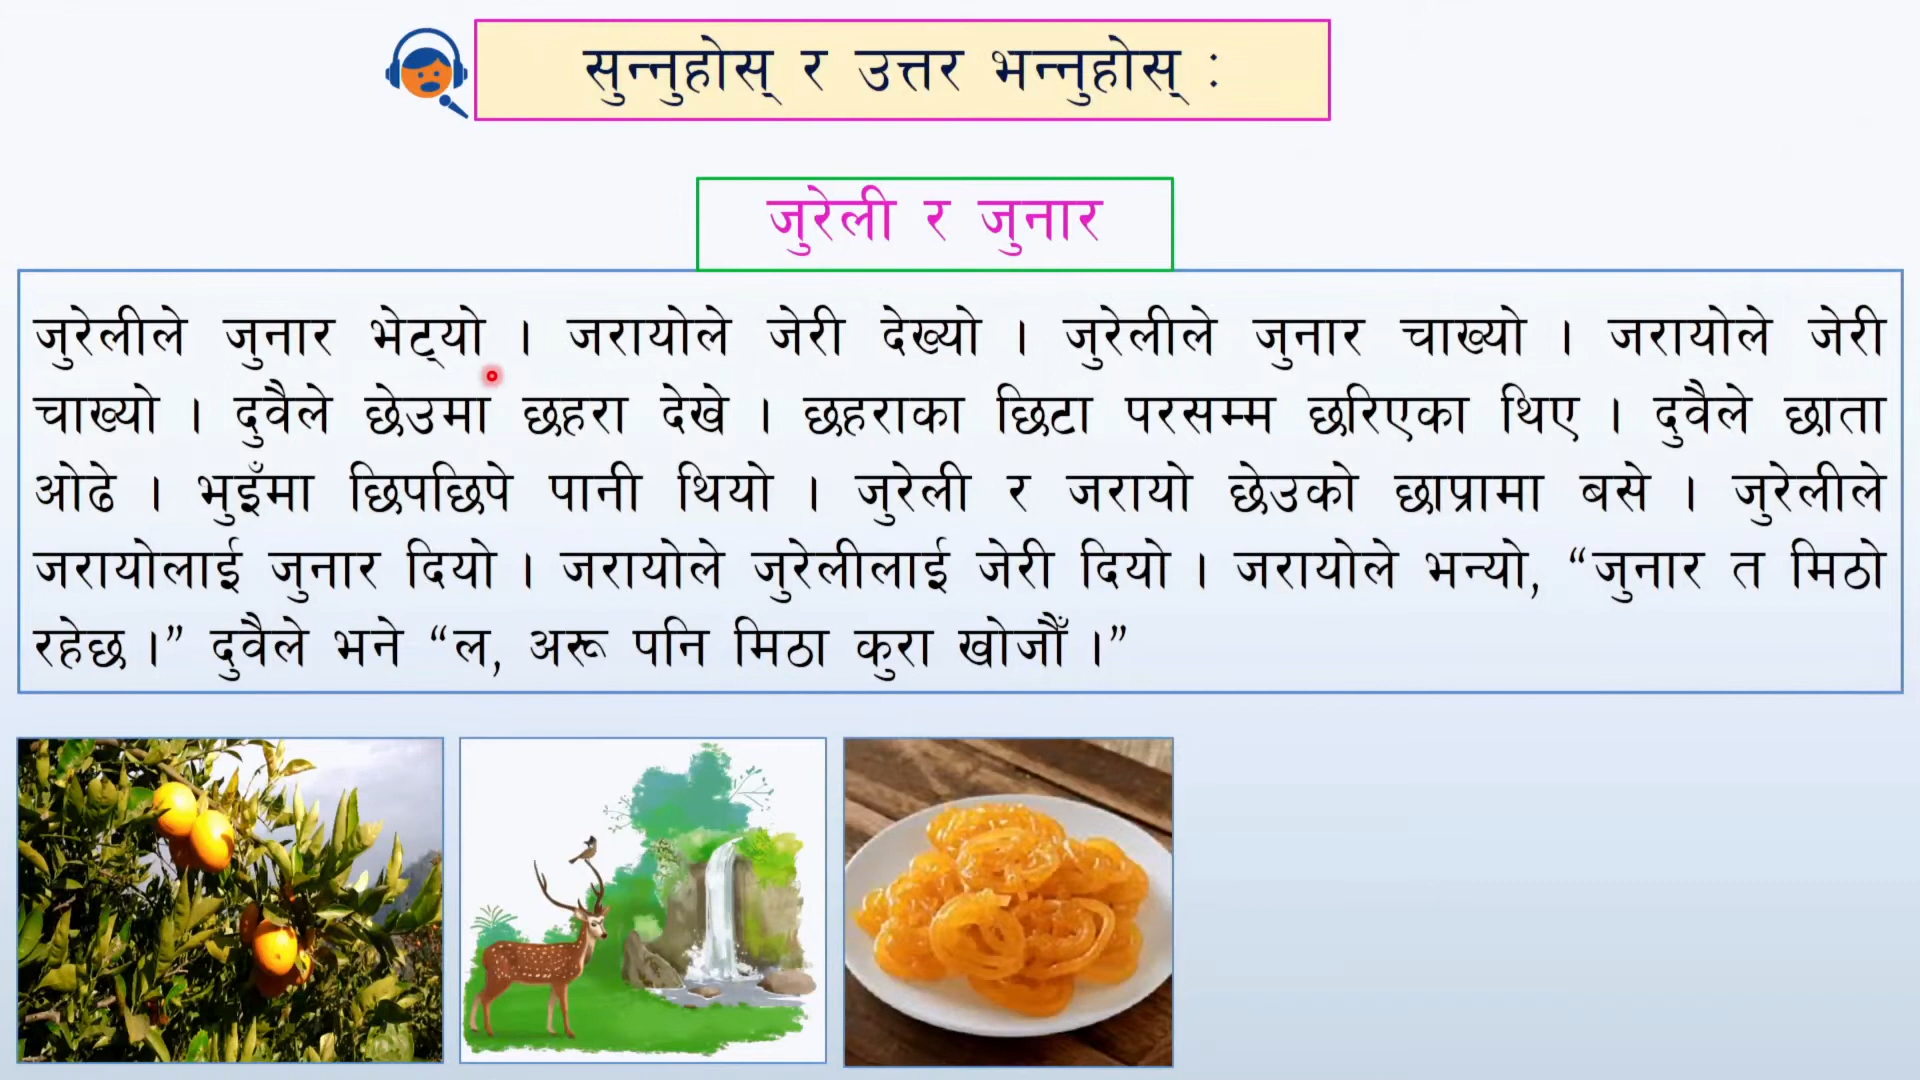 सुन्नुहोस् र उत्तर भन्नुहोस् :
जुरेली र जुनार
जुरेलीले जुनार भेट्यो । जरायोले जेरी देख्यो । जुरेलीले जुनार चाख्यो । जरायोले जेरी
चाख्यो । दुवैले छेउमा छहरा देखे । छहराका छिटा परसम्म छरिएका थिए । दुवैले छाता
ओढे । भुइँमा छिपछिपे पानी थियो । जुरेली र जरायो छेउको छाप्रामा बसे । जुरेलीले
जरायोलाई जुनार दियो । जरायोले जुरेलीलाई जेरी दियो । जरायोले भन्यो, “जुनार त मिठो
रहेछ ।” दुवैले भने “ल, अरू पनि मिठा कुरा खोजौँ ।”